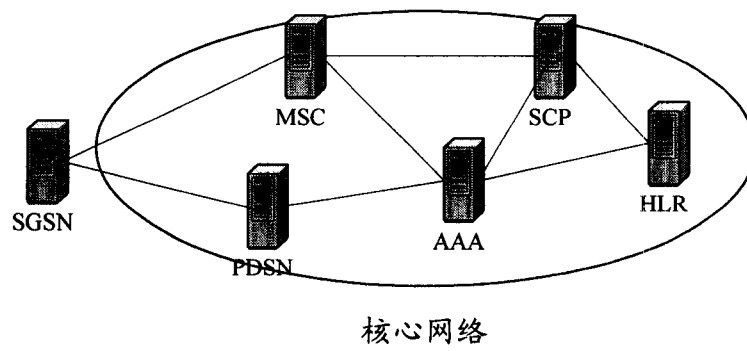 MSC
SCP
SGSN
PDSN
AAA
HLR
核心网络